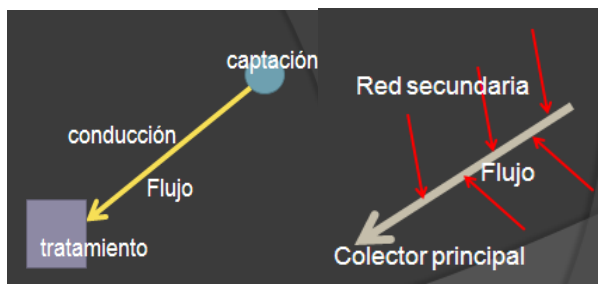 captación
conducción
Flujo
tratamiento
Red secundaria
Flujo
Colector principal